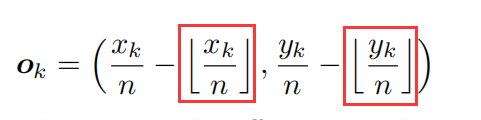 o_k = ( x_k/n − ⌊ x_k/n ⌋ , y_k/n − ⌊ y_k/n ⌋ )